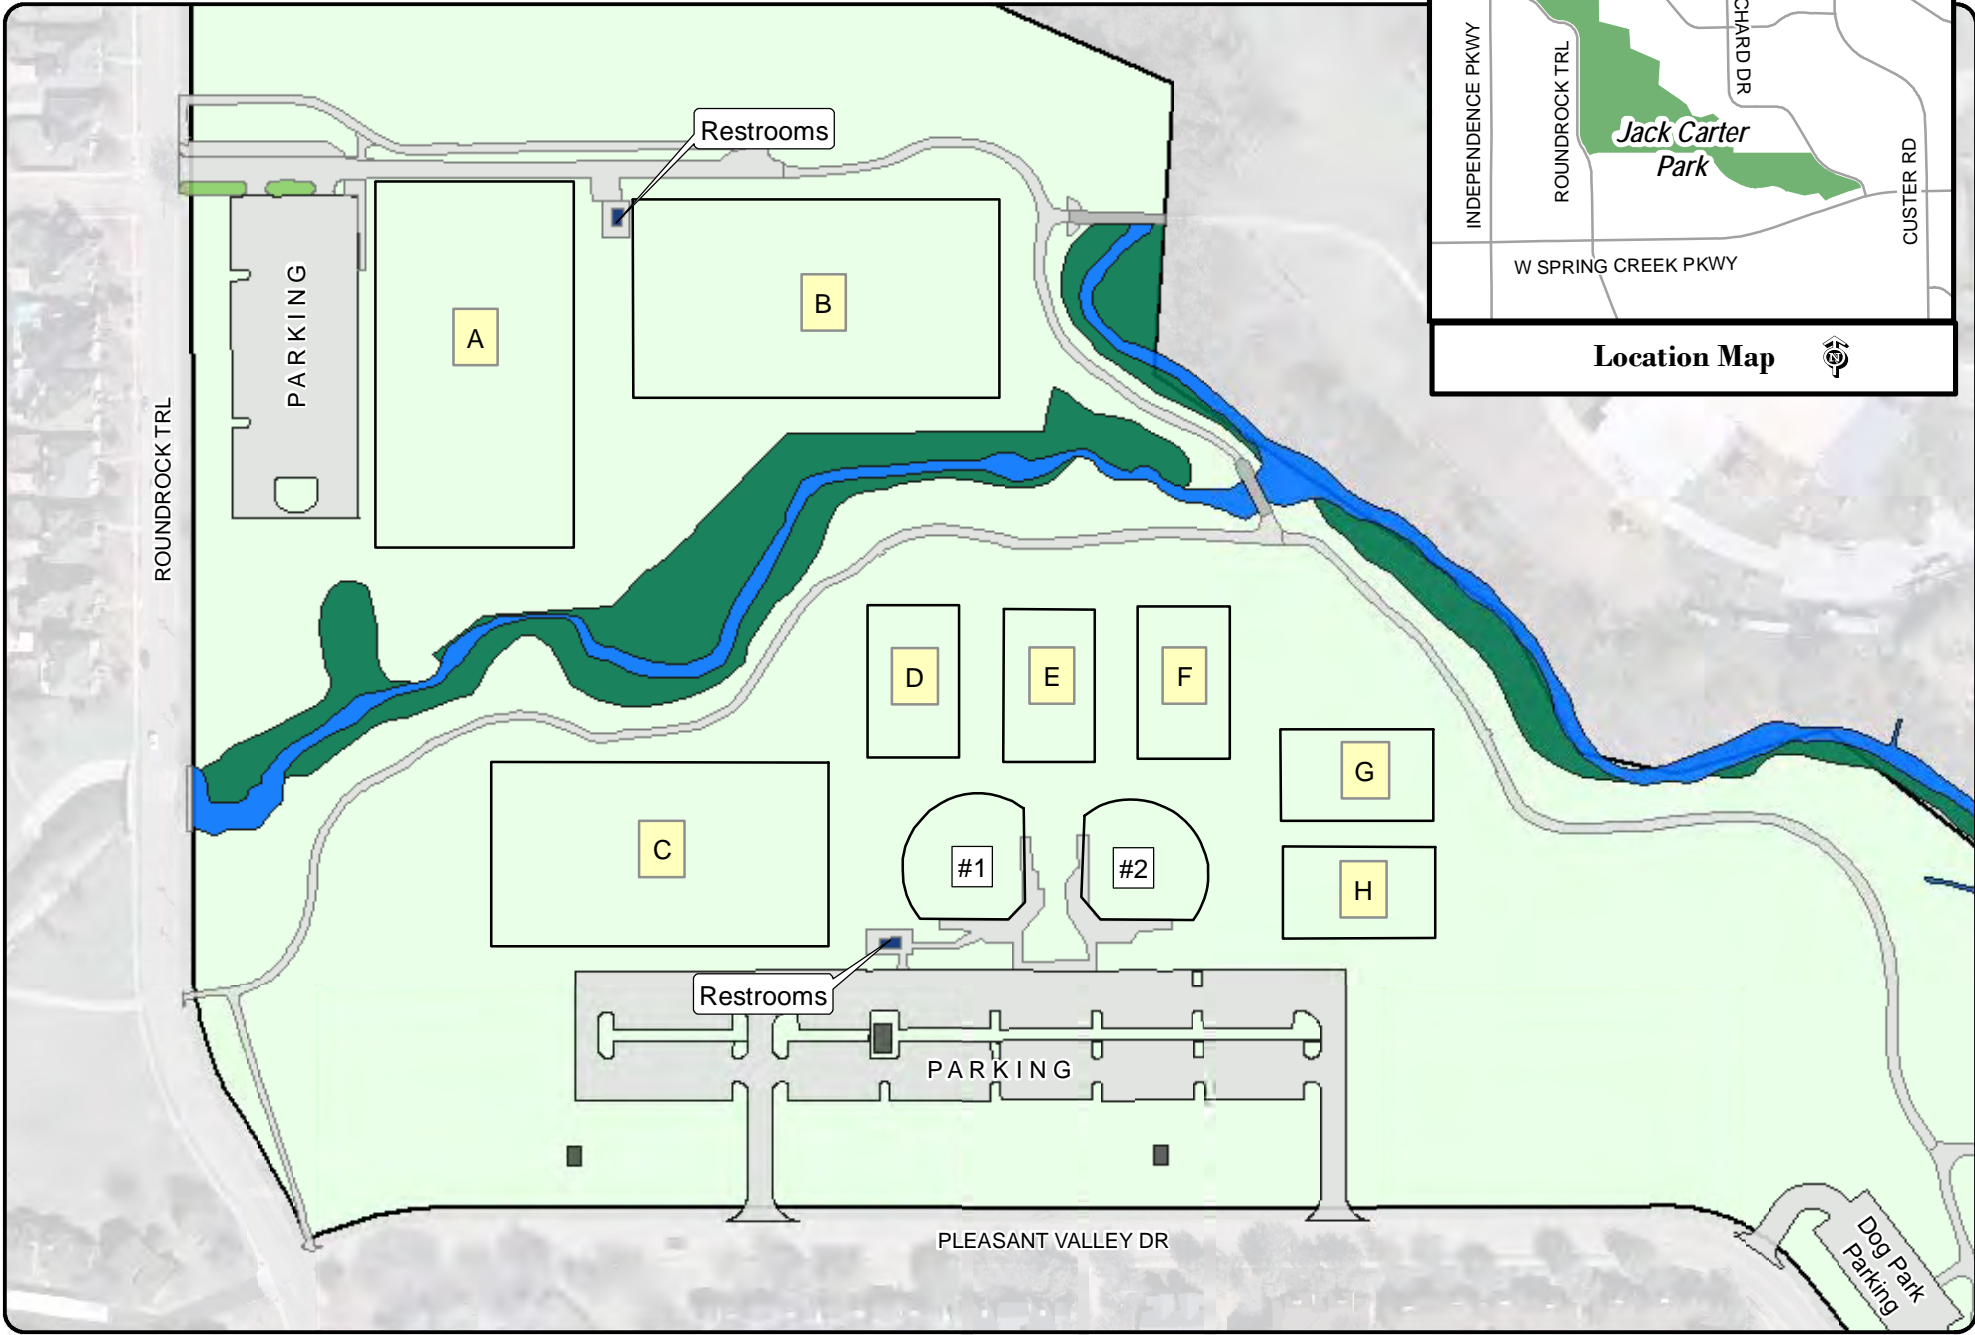 Restrooms
PARKING
A
B
ROUNDROCK TRL
D
E
F
G
C
#1
#2
H
Restrooms
PARKING
PLEASANT VALLEY DR
Dog Park
Parking
INDEPENDENCE PKWY
ROUNDROCK TRL
CHARD DR
Jack Carter
Park
CUSTER RD
W SPRING CREEK PKWY
Location Map
N